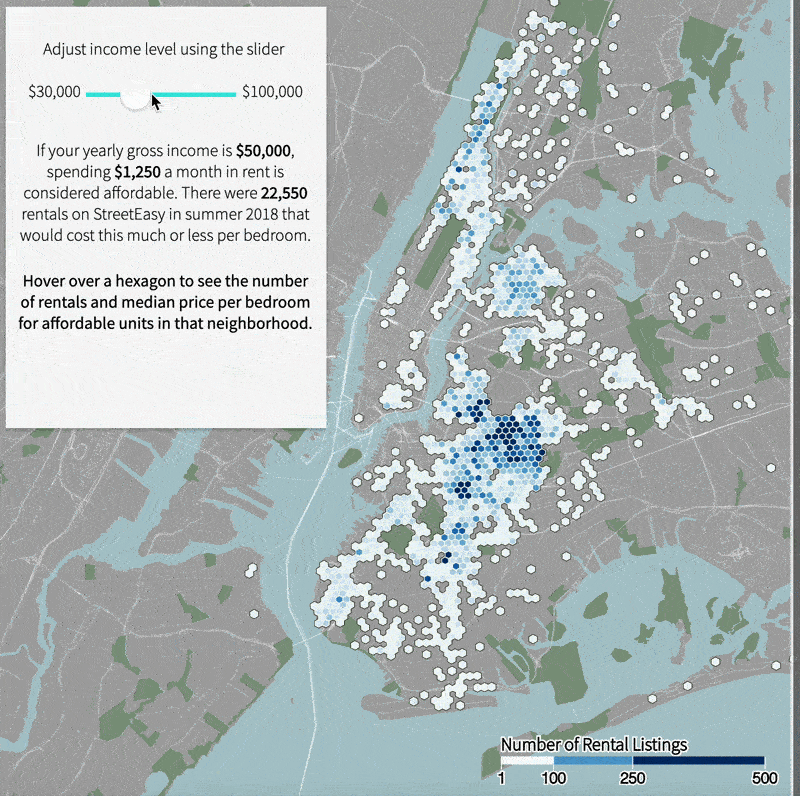 Adjust income level using the slider
$30,000 $100,000
If your yearly gross income is $50,000,
spending $1,250 a month in rent is
considered affordable. There were 22,550
rentals on StreetEasy in summer 2018 that
would cost this much or less per bedroom.
Hover over a hexagon to see the number
of rentals and median price per bedroom
for affordable units in that neighborhood.
Number of Rental Listings
1 100 250 500